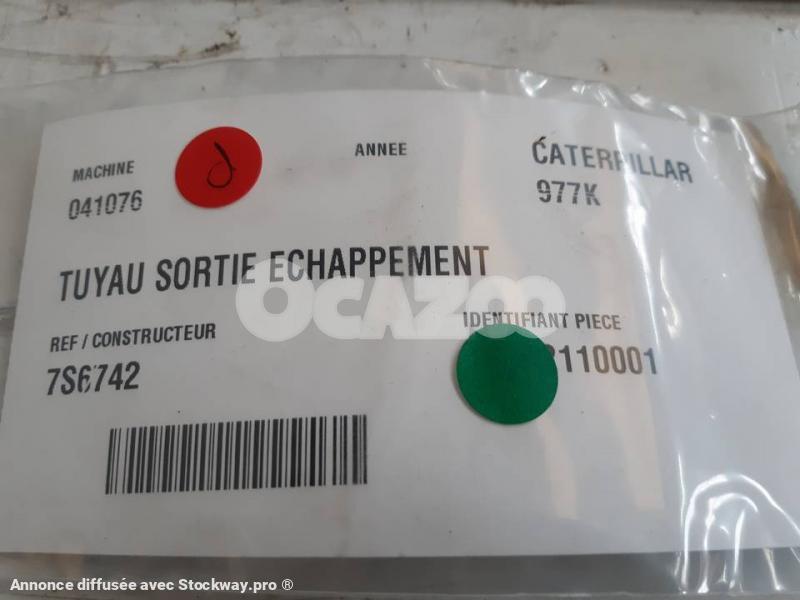 MACHINE
041076
ANNEE
CATERPILLAR
977K
TUYAU SORTIE ECHAPPEMENT
OCAZOO
REF / CONSTRUCTEUR
7S6742
IDENTIFIANT PIECE
110001
Annonce diffusée avec Stockway.pro ®